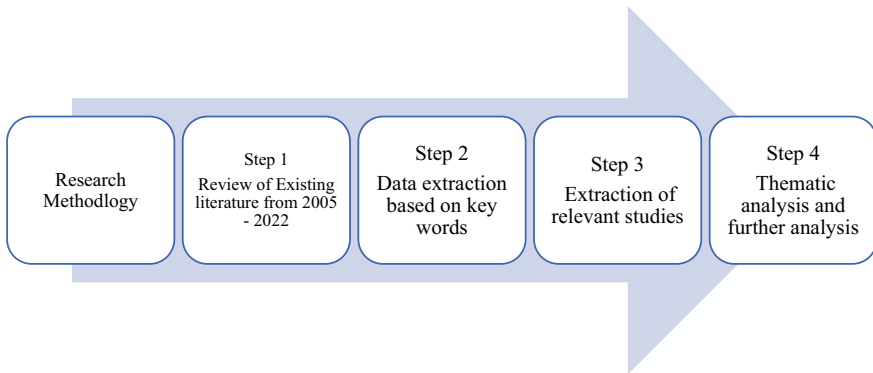 Research
Methodlogy
Step 1
Review of Existing
literature from 2005
- 2022
Step 2
Data extraction
based on key
words
Step 3
Extraction of
relevant studies
Step 4
Thematic
analysis and
further analysis